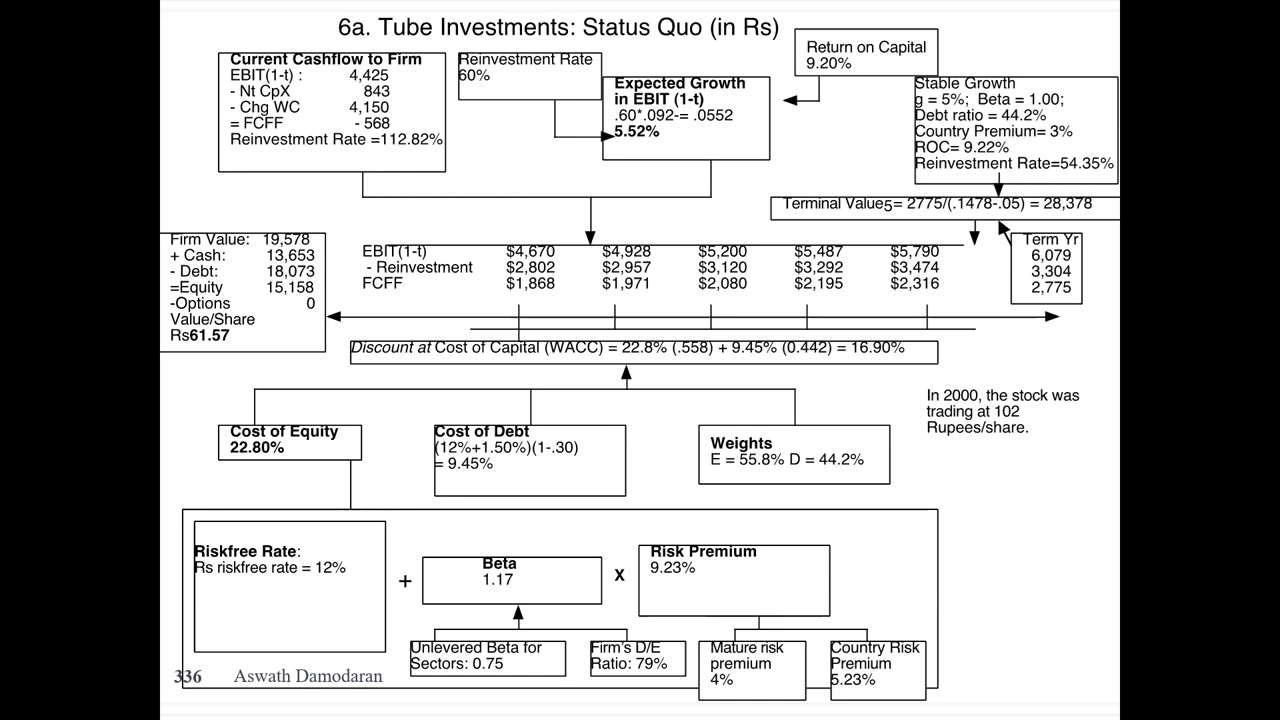 6a. Tube Investments: Status Quo (in Rs)
Current Cashflow to Firm
EBIT(1-t) : 4,425
- Nt CpX 843
- Chg WC 4,150
= FCFF - 568
Reinvestment Rate =112.82%
Reinvestment Rate
60%
Expected Growth
in EBIT (1-t)
.60*.092-= .0552
5.52%
Return on Capital
9.20%
Stable Growth
g = 5%; Beta = 1.00;
Debt ratio = 44.2%
Country Premium= 3%
ROC= 9.22%
Reinvestment Rate=54.35%
Terminal Value5= 2775/(.1478-.05) = 28,378
Firm Value: 19,578
+ Cash: 13,653
- Debt: 18,073
=Equity 15,158
-Options 0
Value/Share
Rs61.57
EBIT(1-t) $4,670 $4,928 $5,200 $5,487 $5,790
- Reinvestment $2,802 $2,957 $3,120 $3,292 $3,474
FCFF $1,868 $1,971 $2,080 $2,195 $2,316
Term Yr
6,079
3,304
2,775
Discount at Cost of Capital (WACC) = 22.8% (.558) + 9.45% (0.442) = 16.90%
In 2000, the stock was
trading at 102
Rupees/share.
Cost of Equity
22.80%
Cost of Debt
(12%+1.50%)(1-.30)
= 9.45%
Weights
E = 55.8% D = 44.2%
Riskfree Rate:
Rs riskfree rate = 12%
+
Beta
1.17
X
Risk Premium
9.23%
Unlevered Beta for
Sectors: 0.75
Firm's D/E
Ratio: 79%
Mature risk
premium
4%
Country Risk
Premium
5.23%
336 Aswath Damodaran